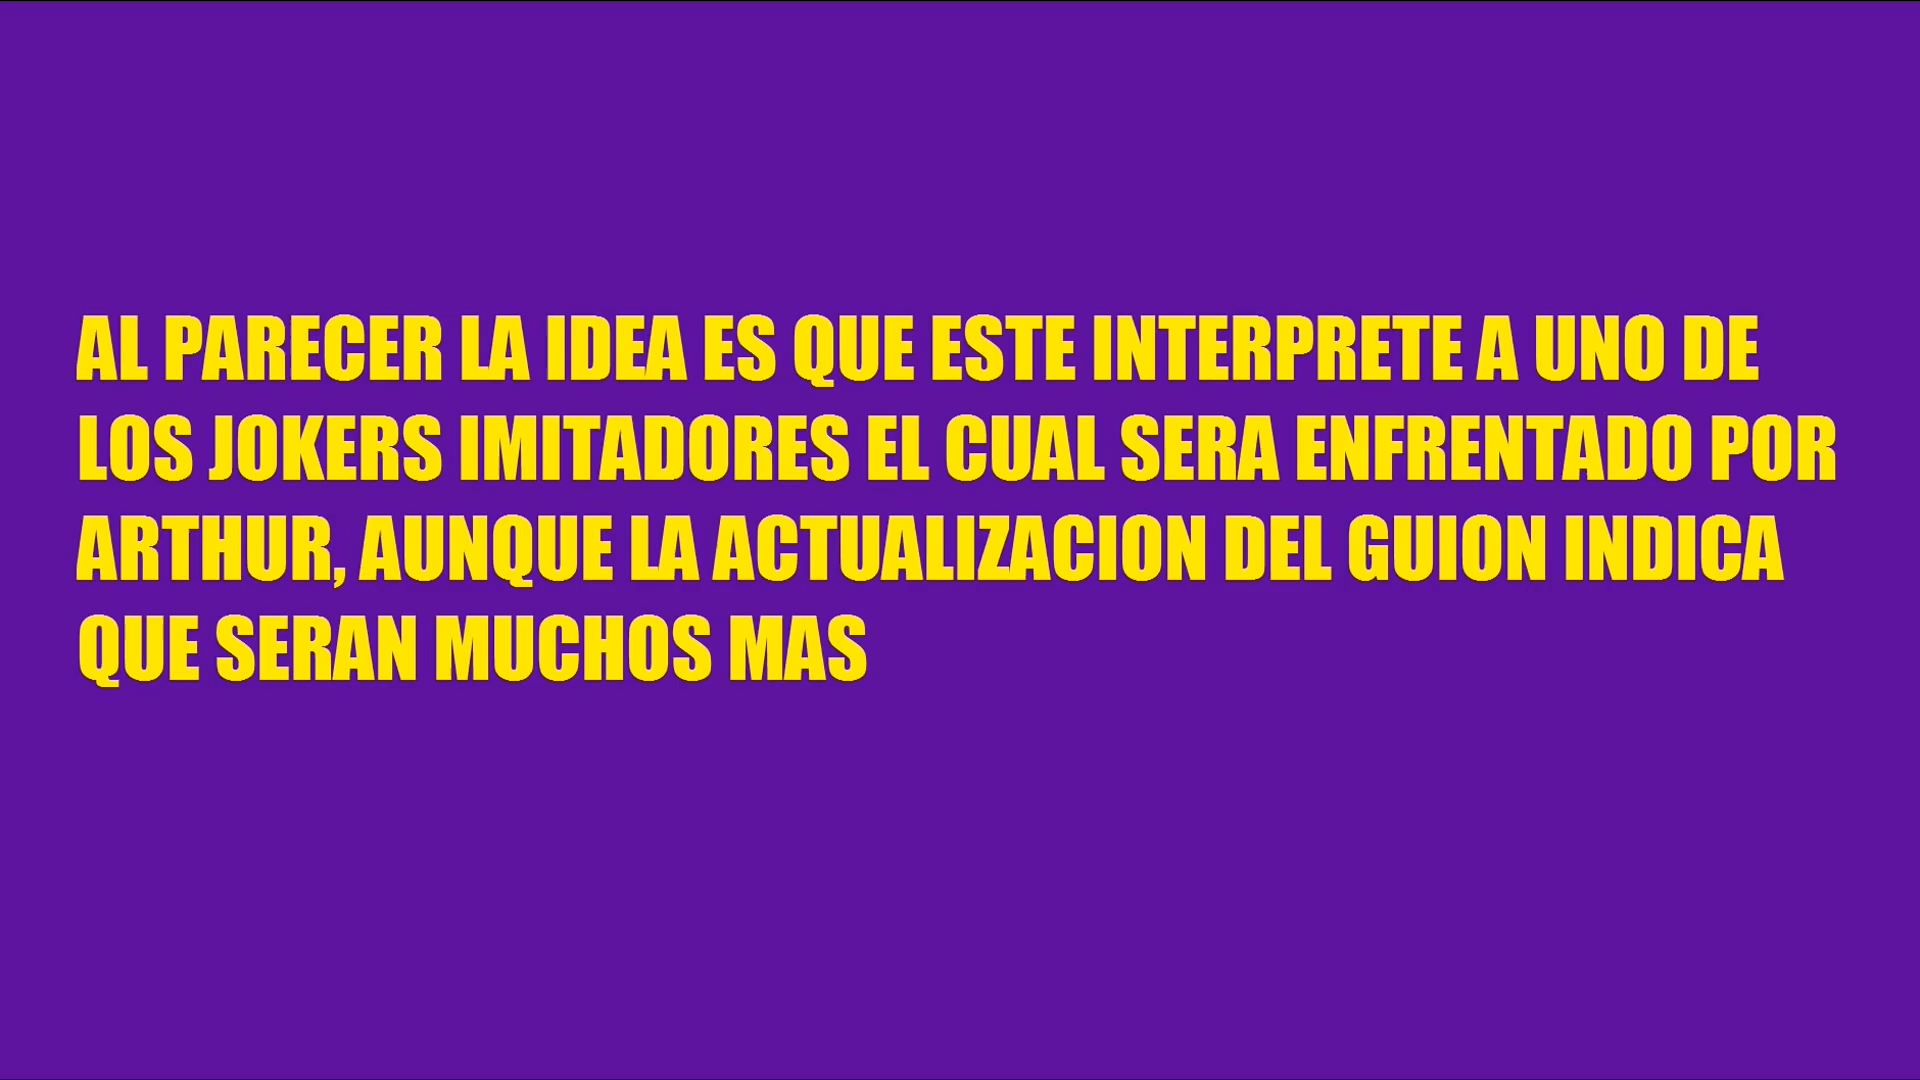 AL PARECER LA IDEA ES QUE ESTE INTERPRETE A UNO DE
LOS JOKERS IMITADORES EL CUAL SERA ENFRENTADO POR
ARTHUR, AUNQUE LA ACTUALIZACION DEL GUION INDICA
QUE SERAN MUCHOS MAS